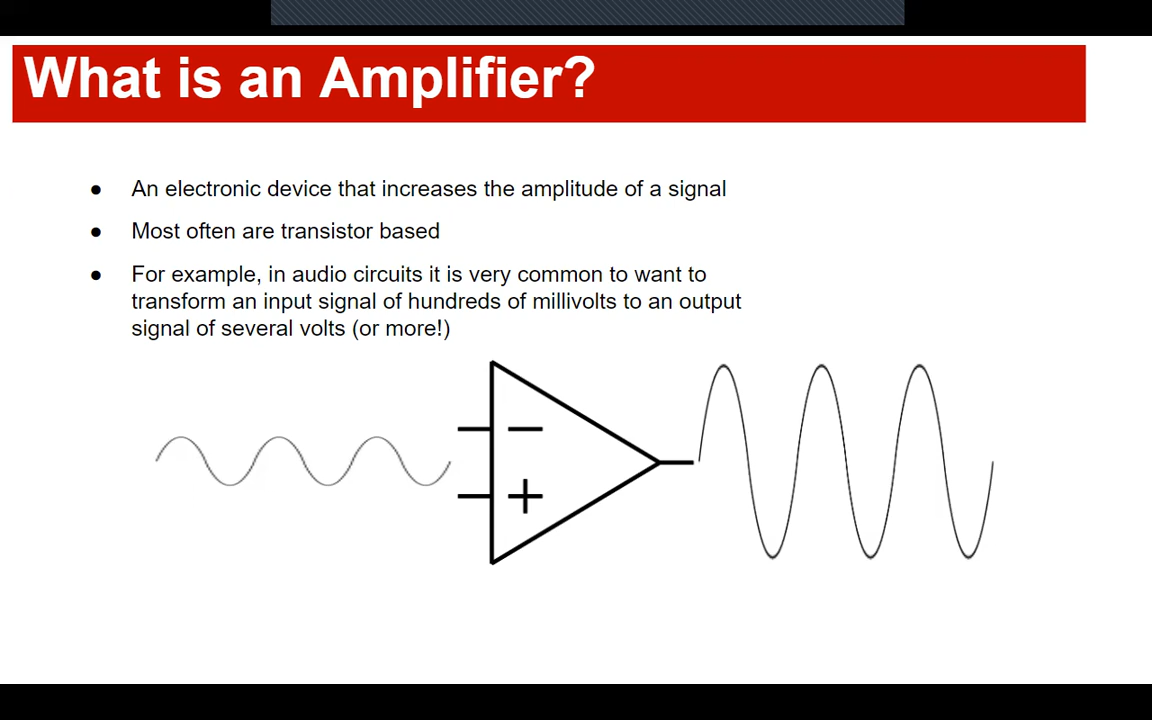 What is an Amplifier?
● An electronic device that increases the amplitude of a signal
● Most often are transistor based
● For example, in audio circuits it is very common to want to
transform an input signal of hundreds of millivolts to an output
signal of several volts (or more!)
−
+